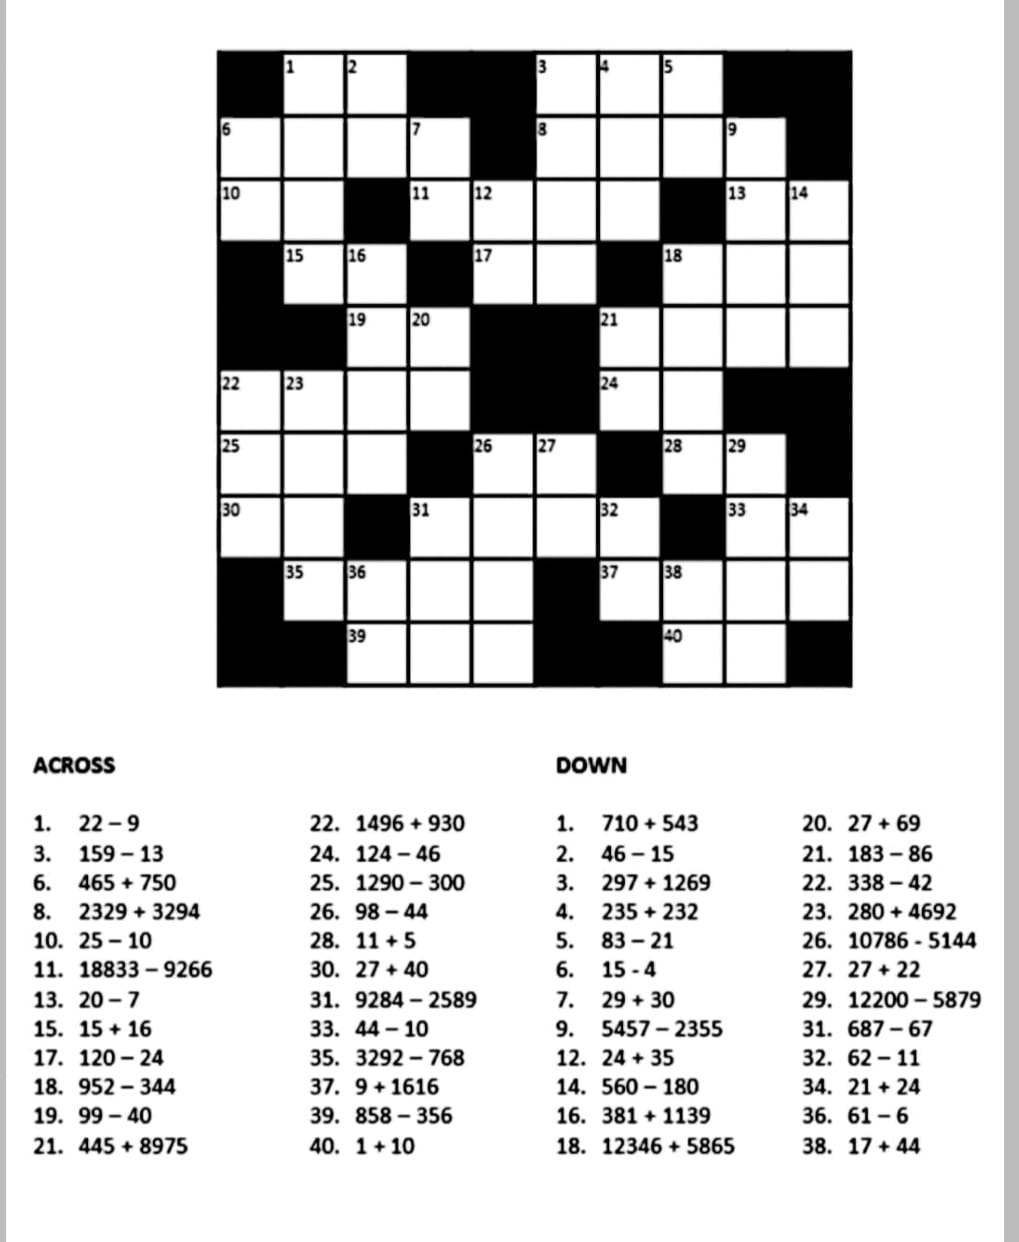 1 2 3 4 5
6 7 8 9
10 11 12 13 14
15 16 17 18
19 20 21
22 23 24
25 26 27 28 29
30 31 32 33 34
35 36 37 38
39 40
ACROSS
1. 22 – 9
3. 159 – 13
6. 465 + 750
8. 2329 + 3294
10. 25 – 10
11. 18833 – 9266
13. 20 – 7
15. 15 + 16
17. 120 – 24
18. 952 – 344
19. 99 – 40
21. 445 + 8975
22. 1496 + 930
24. 124 – 46
25. 1290 – 300
26. 98 – 44
28. 11 + 5
30. 27 + 40
31. 9284 – 2589
33. 44 – 10
35. 3292 – 768
37. 9 + 1616
39. 858 – 356
40. 1 + 10
DOWN
1. 710 + 543
2. 46 – 15
3. 297 + 1269
4. 235 + 232
5. 83 – 21
6. 15 - 4
7. 29 + 30
9. 5457 – 2355
12. 24 + 35
14. 560 – 180
16. 381 + 1139
18. 12346 + 5865
20. 27 + 69
21. 183 – 86
22. 338 – 42
23. 280 + 4692
26. 10786 - 5144
27. 27 + 22
29. 12200 – 5879
31. 687 – 67
32. 62 – 11
34. 21 + 24
36. 61 – 6
38. 17 + 44